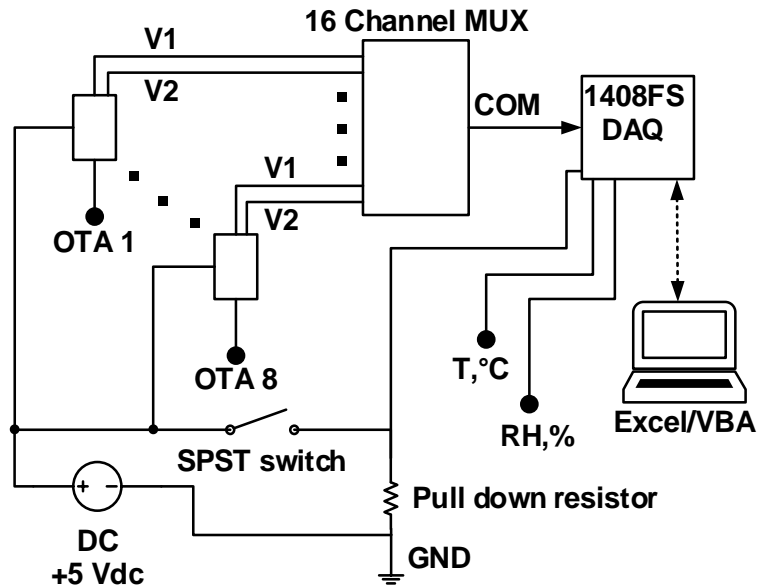 16 Channel MUX
V1
V2
COM
1408FS
DAQ
V1
V2
OTA 1
OTA 8
T,°C
RH,%
Excel/VBA
SPST switch
+ -
Pull down resistor
DC
+5 Vdc
GND